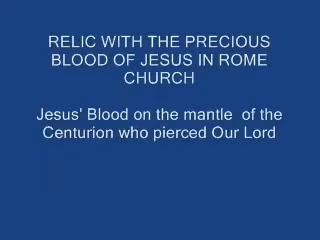 RELIC WITH THE PRECIOUS
BLOOD OF JESUS IN ROME
CHURCH
Jesus' Blood on the mantle of the
Centurion who pierced Our Lord